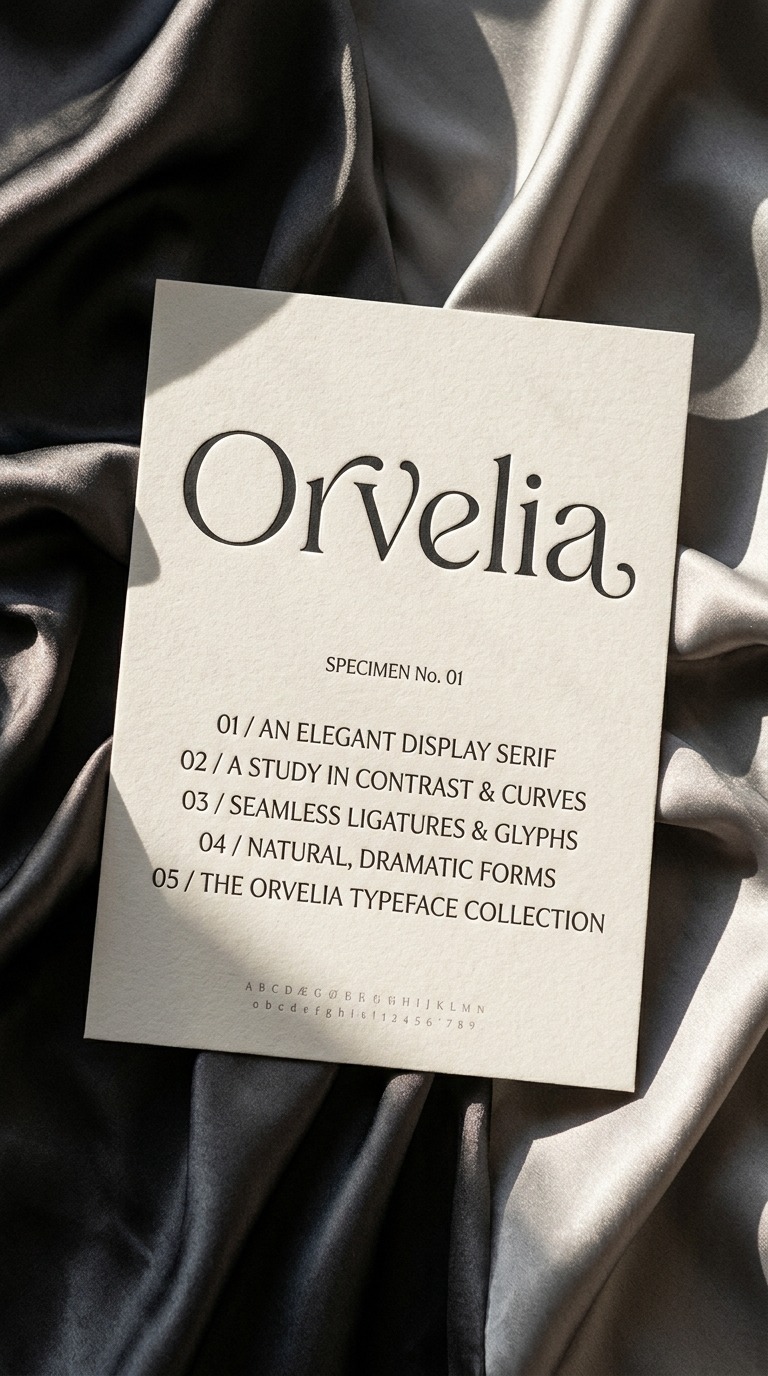 Orvelia
SPECIMEN No. 01
01 / AN ELEGANT DISPLAY SERIF
02 / A STUDY IN CONTRAST & CURVES
03 / SEAMLESS LIGATURES & GLYPHS
04 / NATURAL, DRAMATIC FORMS
05 / THE ORVELIA TYPEFACE COLLECTION
A B C D Æ G Ø
K L M N